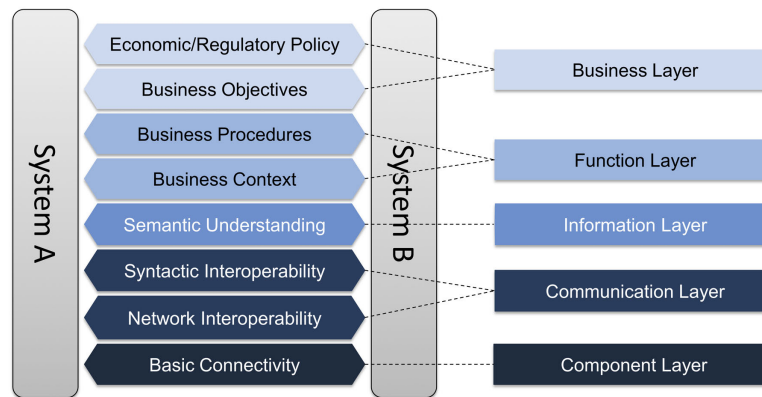 System A
Economic/Regulatory Policy
Business Objectives
Business Procedures
Business Context
Semantic Understanding
Syntactic Interoperability
Network Interoperability
Basic Connectivity
System B
Business Layer
Function Layer
Information Layer
Communication Layer
Component Layer